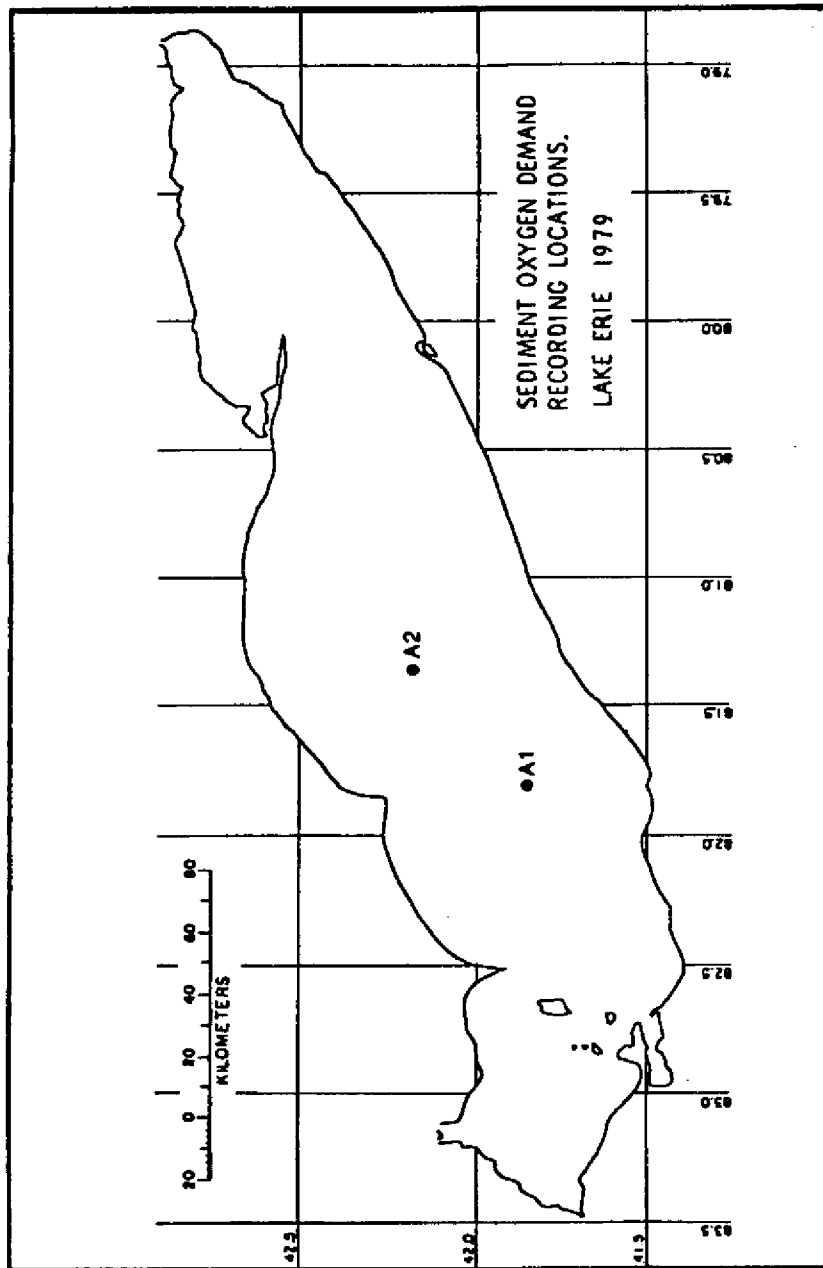 SEDIMENT OXYGEN DEMAND
RECORDING LOCATIONS.
LAKE ERIE 1979
A2
A1
20 0 20 40 60 80
KILOMETERS
42.5
42.0
41.5
83.5
83.0
82.5
82.0
81.5
81.0
80.5
80.0
79.5
79.0